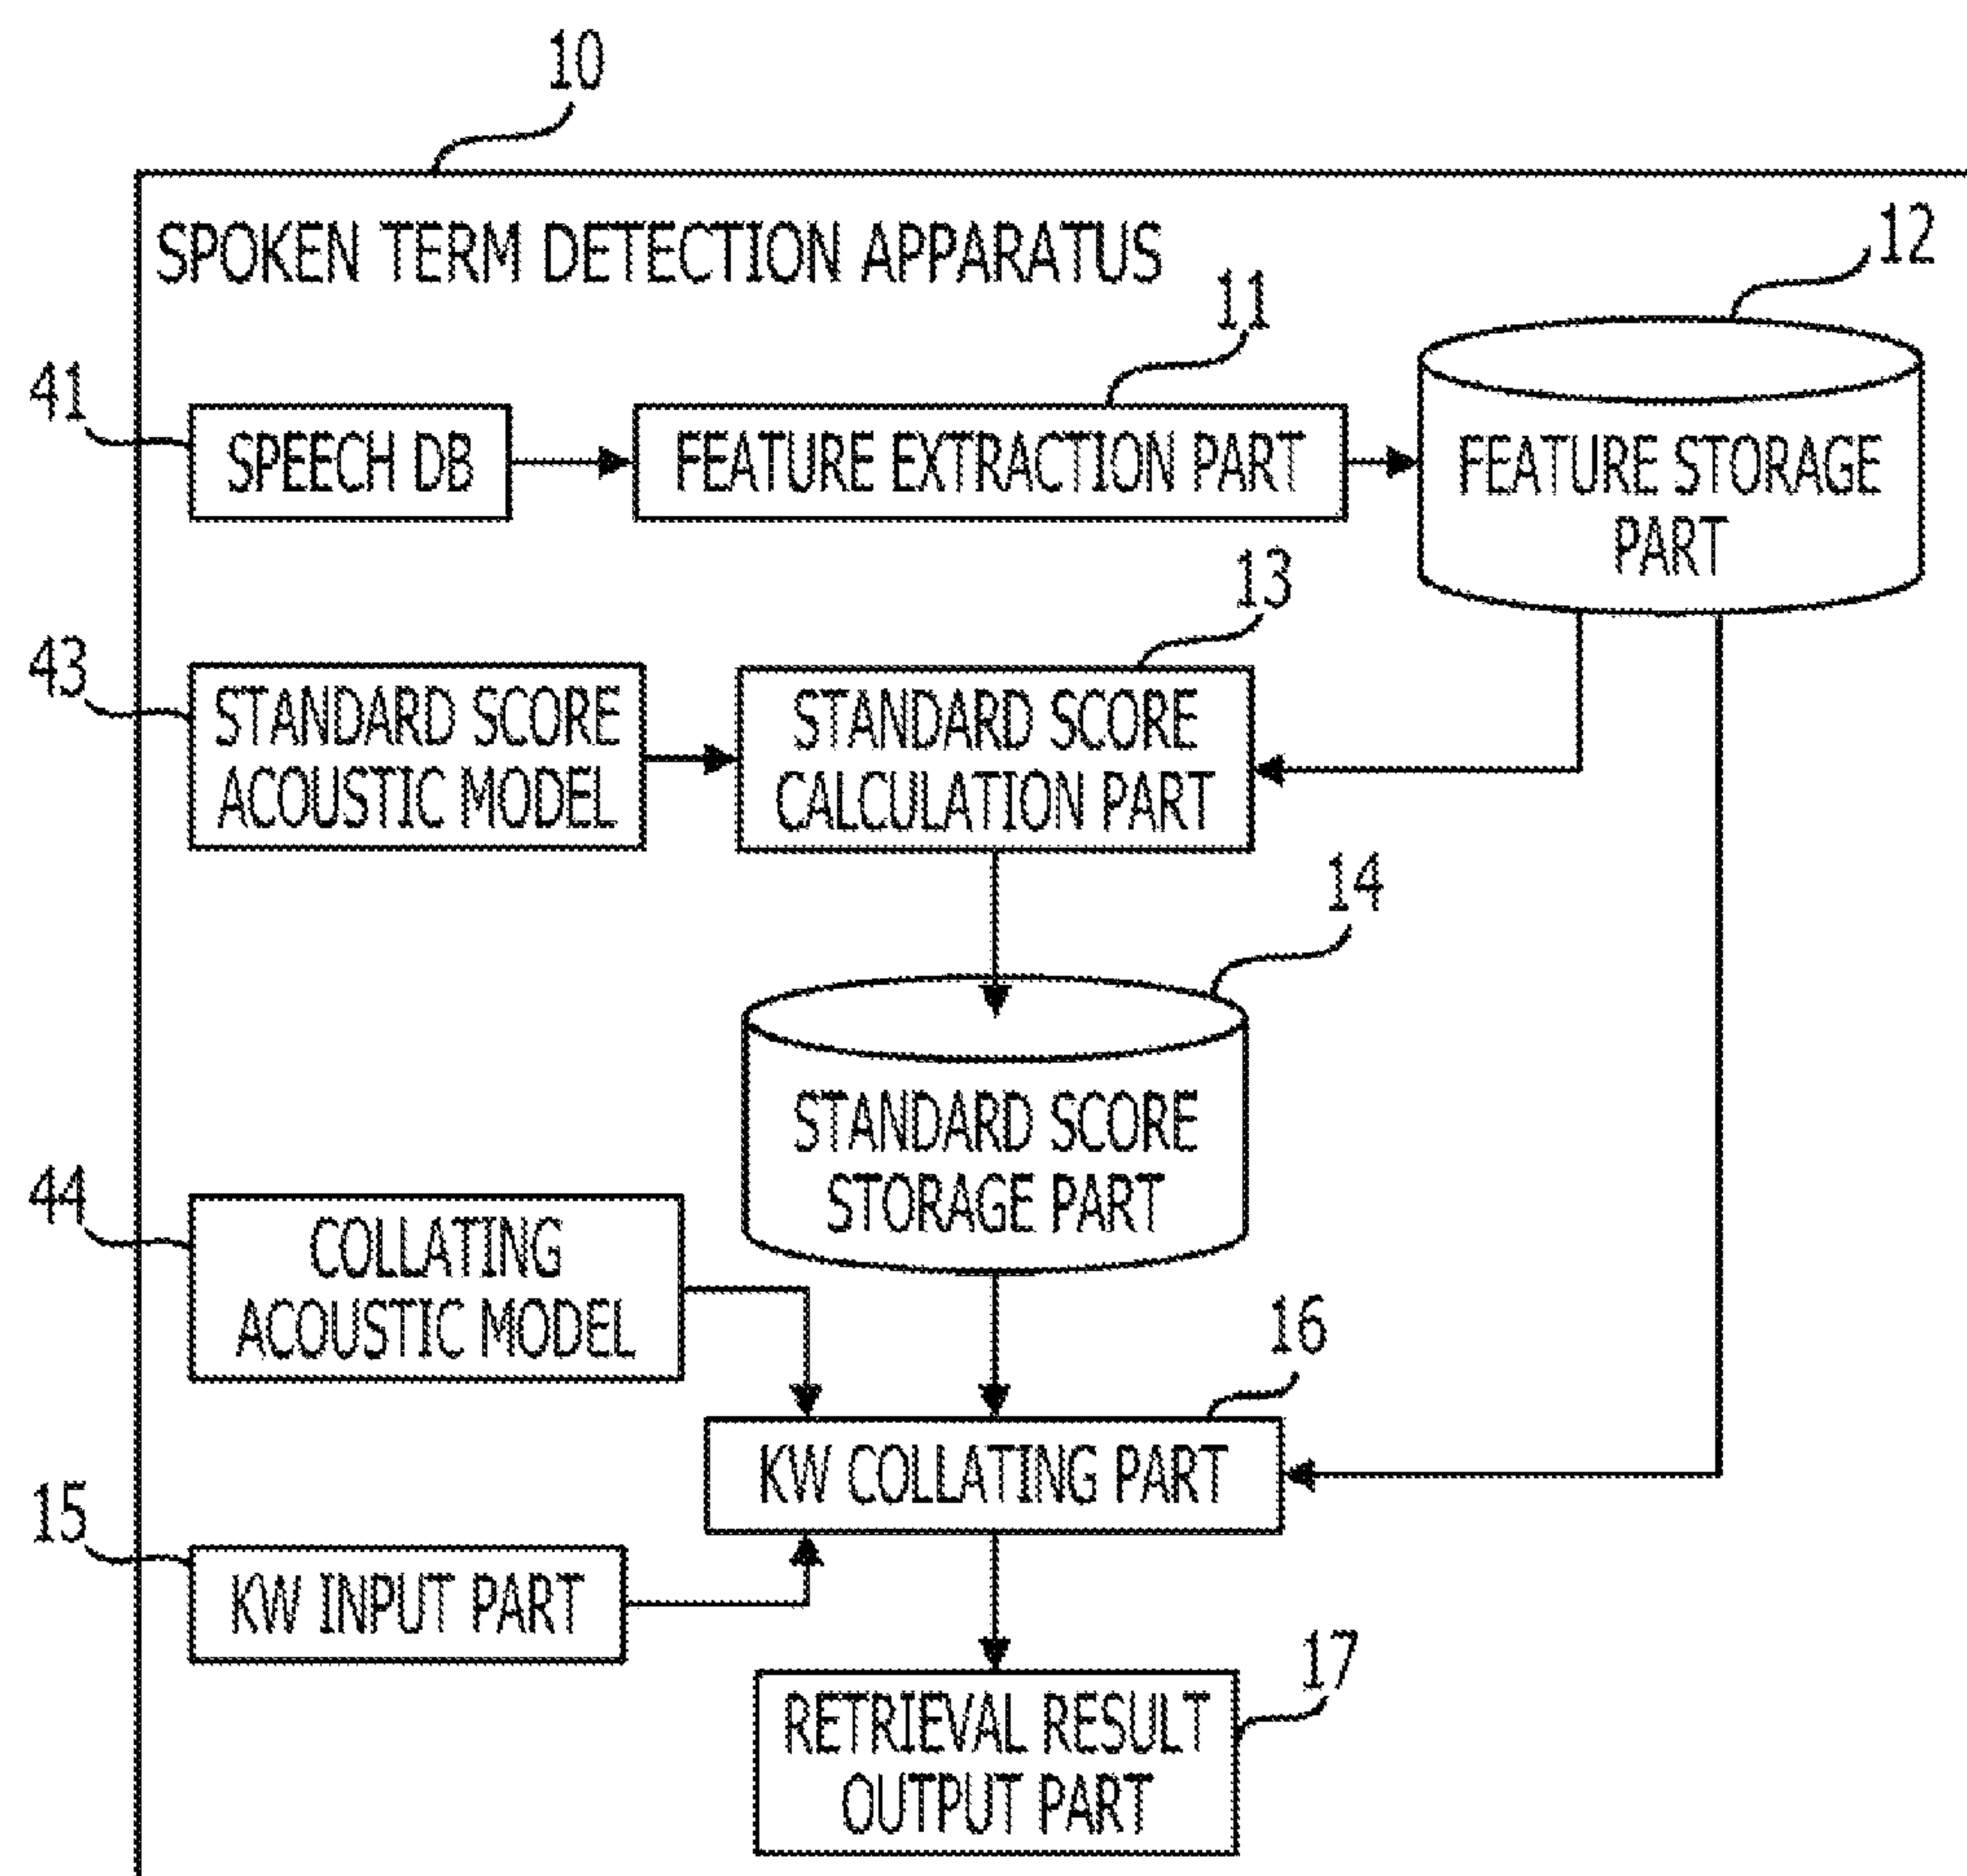 10
SPOKEN TERM DETECTION APPARATUS
12
11
41
SPEECH DB
FEATURE EXTRACTION PART
FEATURE STORAGE
PART
13
43
STANDARD SCORE
ACOUSTIC MODEL
STANDARD SCORE
CALCULATION PART
14
STANDARD SCORE
STORAGE PART
44
COLLATING
ACOUSTIC MODEL
16
KW COLLATING PART
15
KW INPUT PART
17
RETRIEVAL RESULT
OUTPUT PART